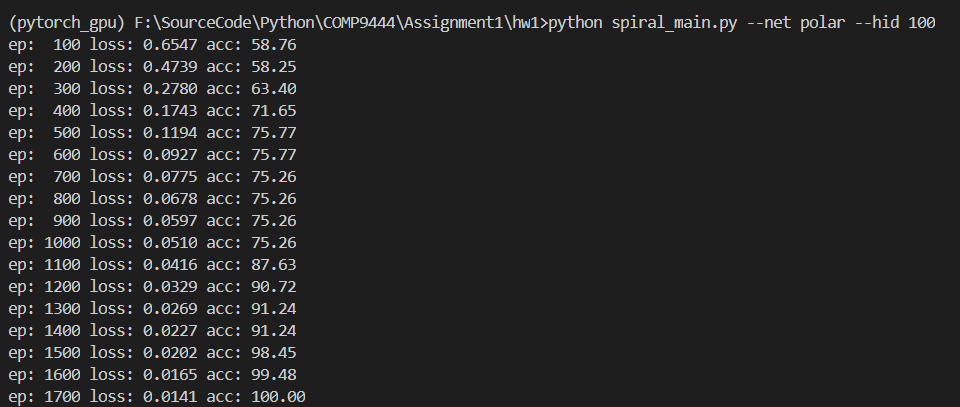 (pytorch_gpu) F:\SourceCode\Python\COMP9444\Assignment1\hw1>python spiral_main.py --net polar --hid 100
ep:  100 loss: 0.6547 acc: 58.76
ep:  200 loss: 0.4739 acc: 58.25
ep:  300 loss: 0.2780 acc: 63.40
ep:  400 loss: 0.1743 acc: 71.65
ep:  500 loss: 0.1194 acc: 75.77
ep:  600 loss: 0.0927 acc: 75.77
ep:  700 loss: 0.0775 acc: 75.26
ep:  800 loss: 0.0678 acc: 75.26
ep:  900 loss: 0.0597 acc: 75.26
ep: 1000 loss: 0.0510 acc: 75.26
ep: 1100 loss: 0.0416 acc: 87.63
ep: 1200 loss: 0.0329 acc: 90.72
ep: 1300 loss: 0.0269 acc: 91.24
ep: 1400 loss: 0.0227 acc: 91.24
ep: 1500 loss: 0.0202 acc: 98.45
ep: 1600 loss: 0.0165 acc: 99.48
ep: 1700 loss: 0.0141 acc: 100.00